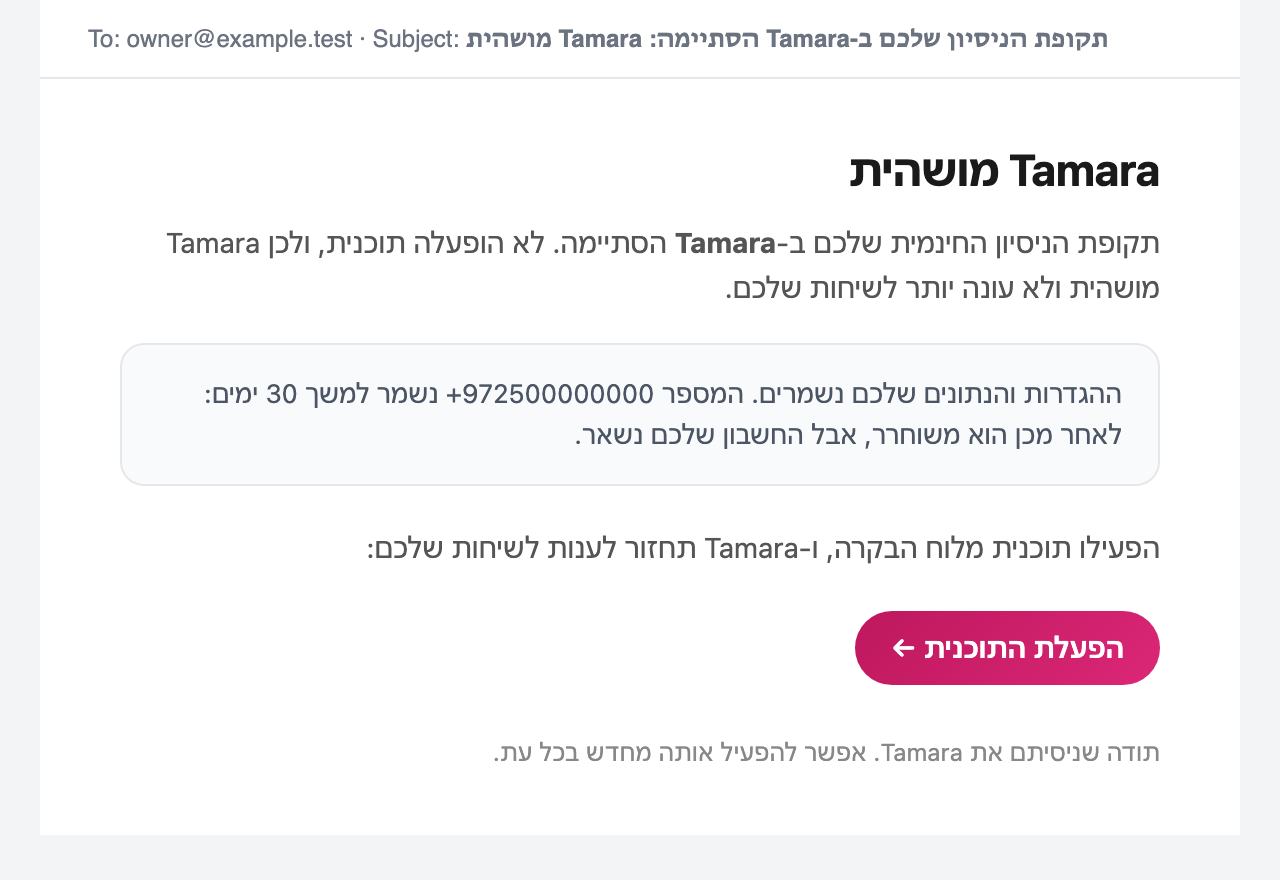 To: owner@example.test · Subject: תקופת הניסיון שלכם ב-Tamara הסתיימה: Tamara מושהית
Tamara מושהית
תקופת הניסיון החינמית שלכם ב-Tamara הסתיימה. לא הופעלה תוכנית, ולכן Tamara
מושהית ולא עונה יותר לשיחות שלכם.
ההגדרות והנתונים שלכם נשמרים. המספר 972500000000+ נשמר למשך 30 ימים:
לאחר מכן הוא משוחרר, אבל החשבון שלכם נשאר.
הפעילו תוכנית מלוח הבקרה, ו-Tamara תחזור לענות לשיחות שלכם:
הפעלת התוכנית ←
תודה שניסיתם את Tamara. אפשר להפעיל אותה מחדש בכל עת.